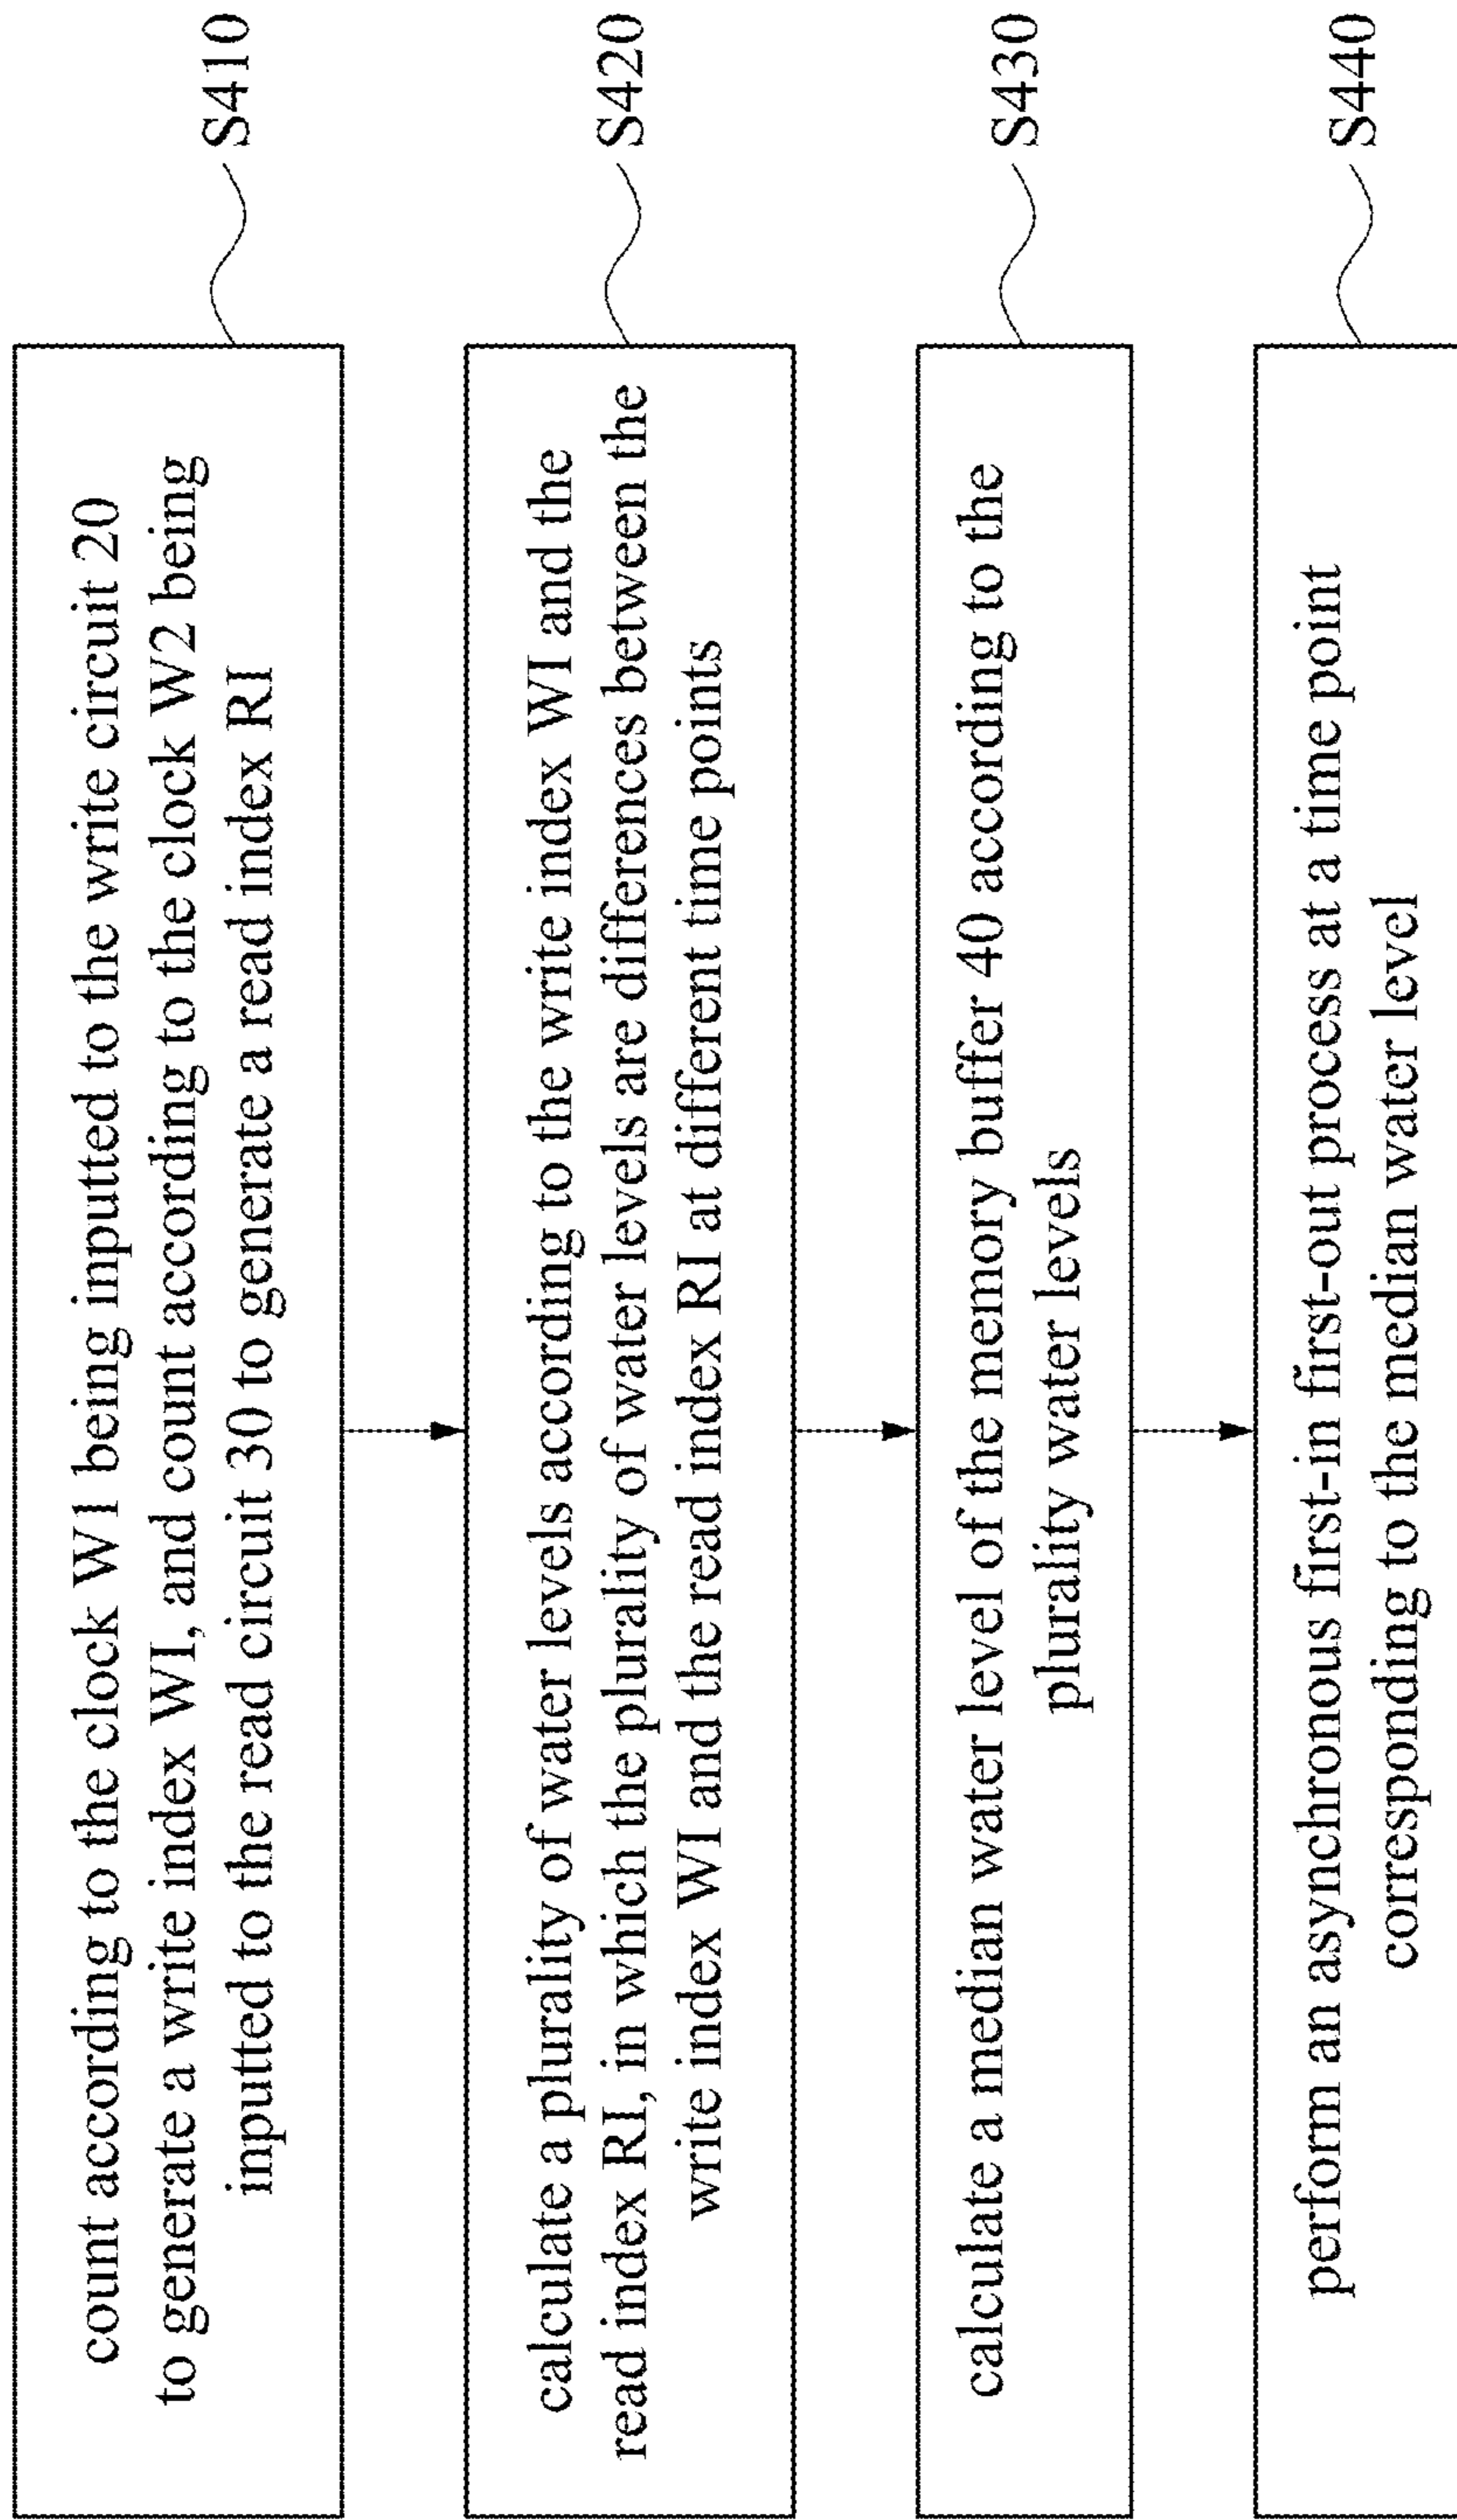 count according to the clock W1 being inputted to the write circuit 20
to generate a write index WI, and count according to the clock W2 being
inputted to the read circuit 30 to generate a read index RI
S410
calculate a plurality of water levels according to the write index WI and the
read index RI, in which the plurality of water levels are differences between the
write index WI and the read index RI at different time points
S420
calculate a median water level of the memory buffer 40 according to the
plurality water levels
S430
perform an asynchronous first-in first-out process at a time point
corresponding to the median water level
S440